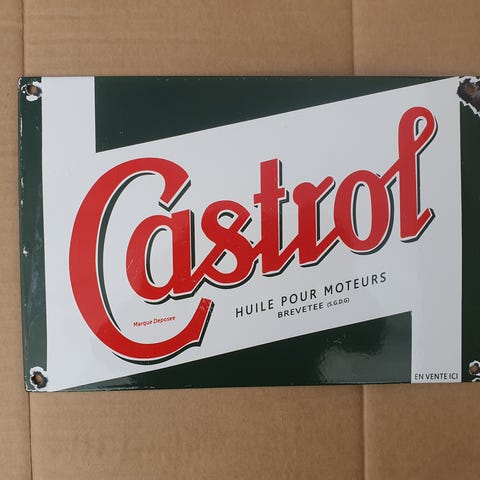 Castrol
HUILE POUR MOTEURS
BREVETEE (S.G.D.G)
Marque Deposee
EN VENTE ICI